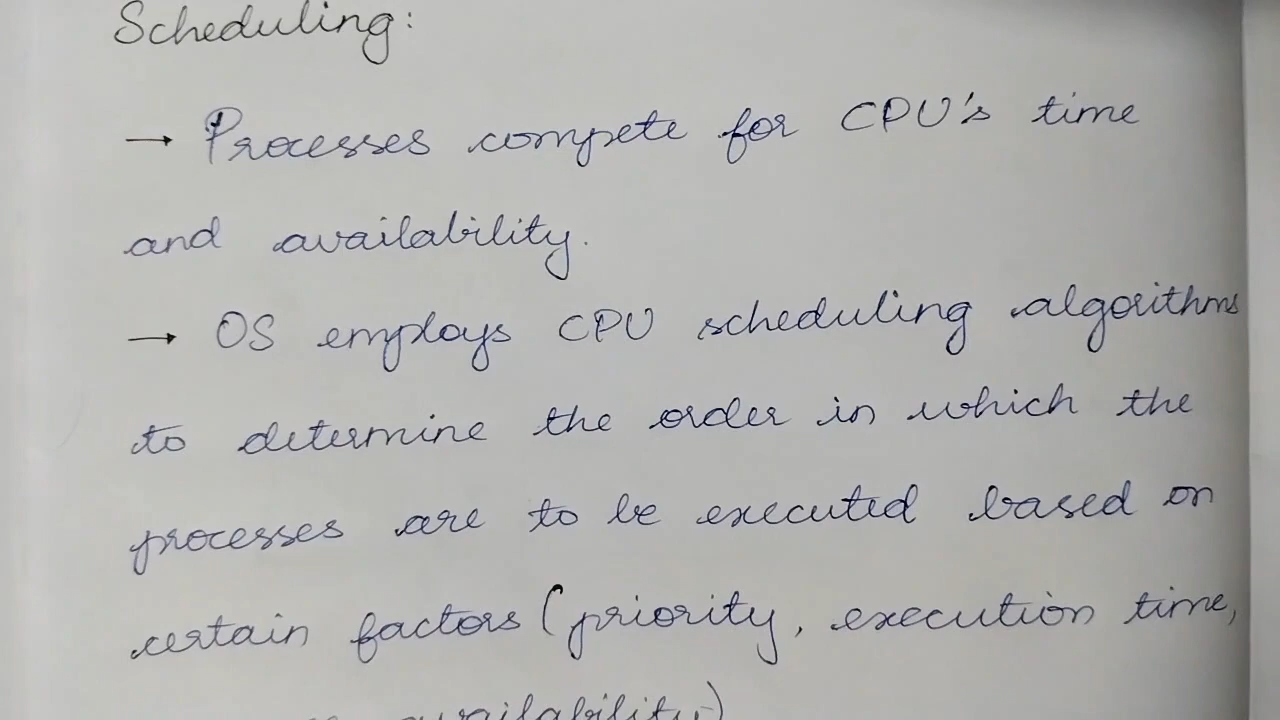 Scheduling:
→ Processes compete for CPU's time
and availability.
→ OS employs CPU scheduling algorithms
to determine the order in which the
processes are to be executed based on
certain factors (priority, execution time,
availability)